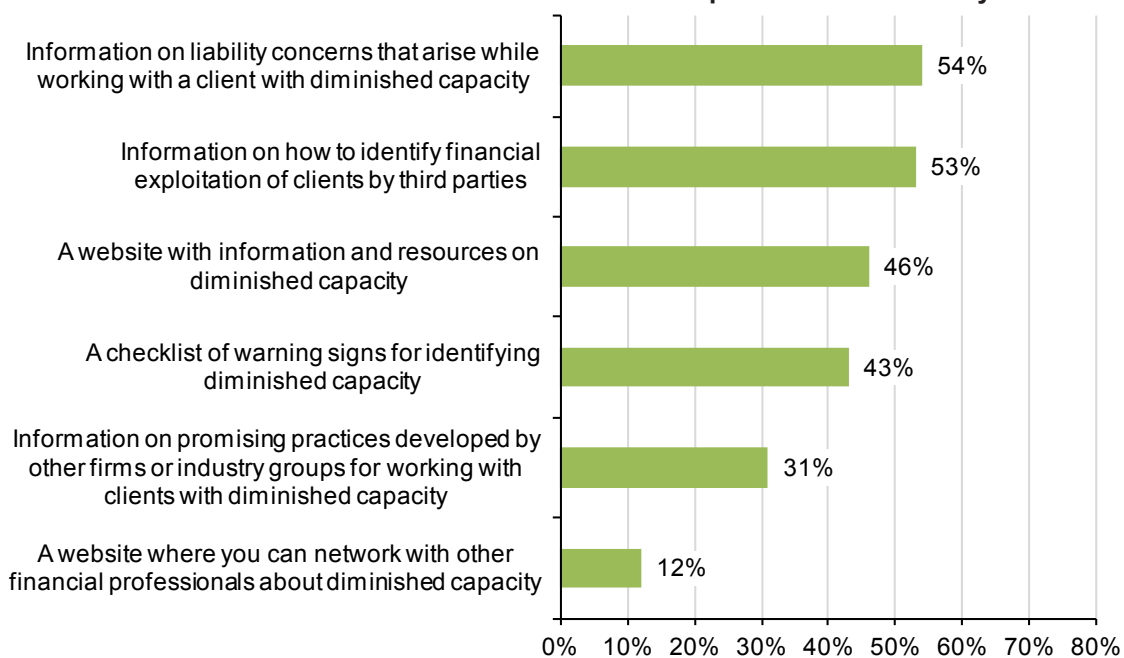 Information on liability concerns that arise while
working with a client with diminished capacity
54%
Information on how to identify financial
exploitation of clients by third parties
53%
A website with information and resources on
diminished capacity
46%
A checklist of warning signs for identifying
diminished capacity
43%
Information on promising practices developed by
other firms or industry groups for working with
clients with diminished capacity
31%
A website where you can network with other
financial professionals about diminished capacity
12%
0% 10% 20% 30% 40% 50% 60% 70% 80%